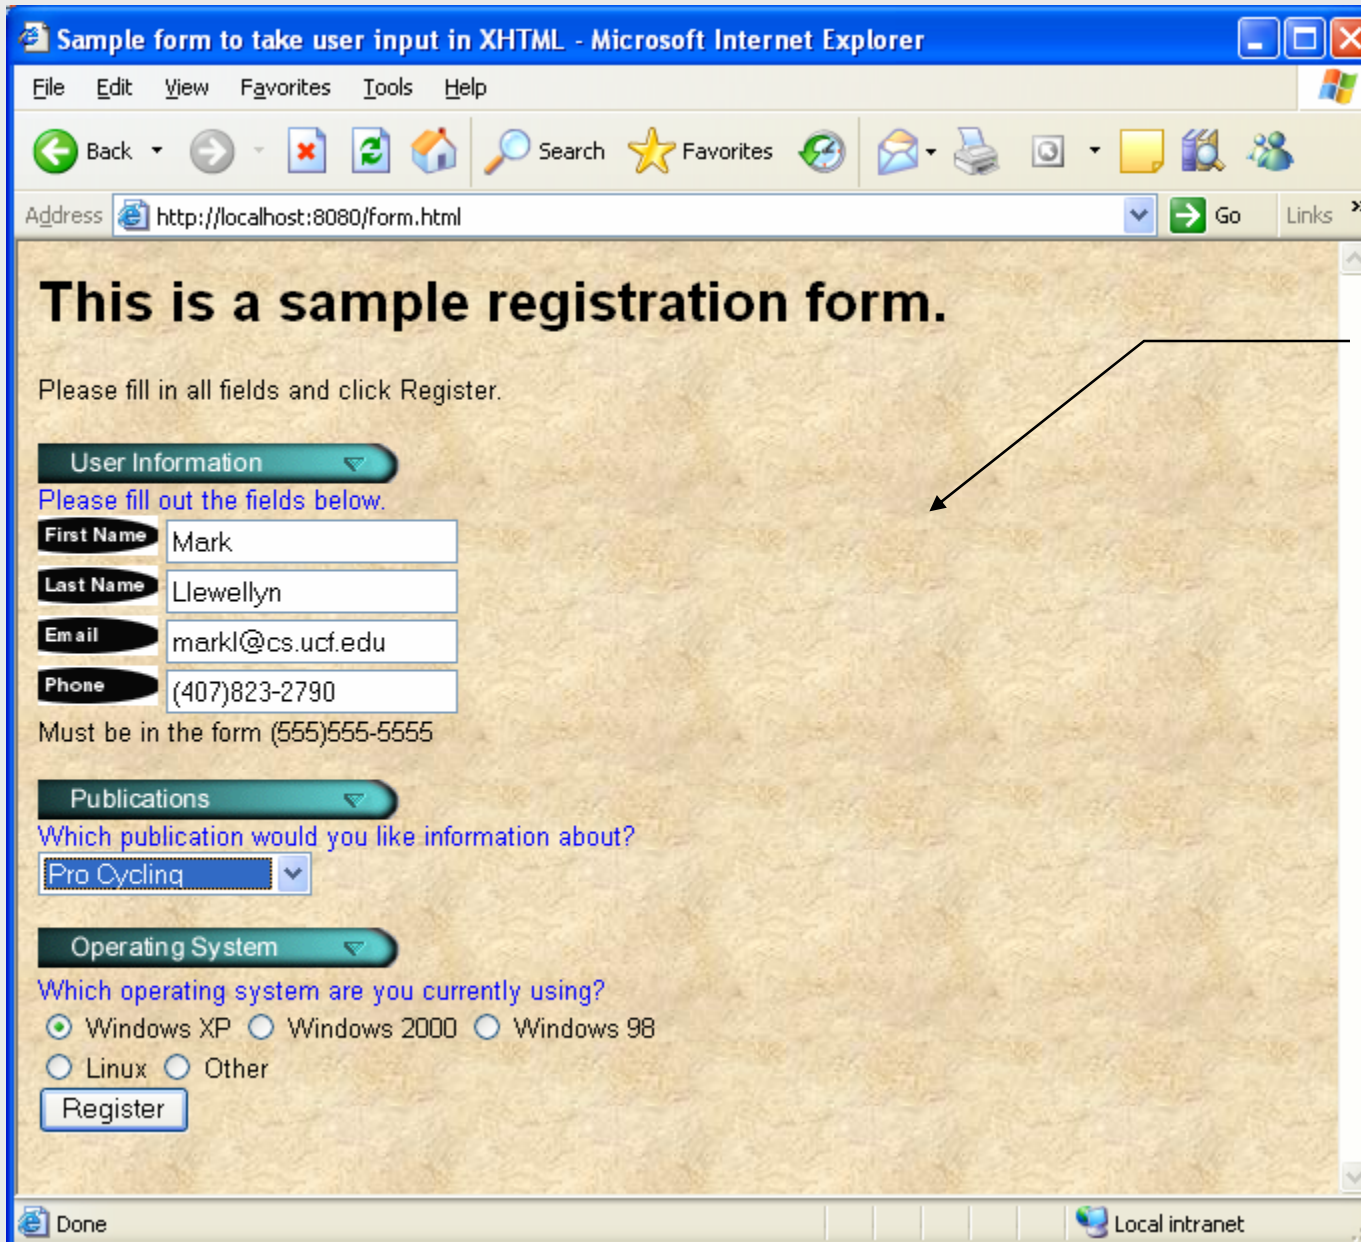 Sample form to take user input in XHTML - Microsoft Internet Explorer
File Edit View Favorites Tools Help
Back Search Favorites
Address http://localhost:8080/form.html Go Links »
This is a sample registration form.
Please fill in all fields and click Register.
User Information
Please fill out the fields below.
First Name Mark
Last Name Llewellyn
Email markl@cs.ucf.edu
Phone (407)823-2790
Must be in the form (555)555-5555
Publications
Which publication would you like information about?
Pro Cycling
Operating System
Which operating system are you currently using?
Windows XP Windows 2000 Windows 98
Linux Other
Register
Done Local intranet